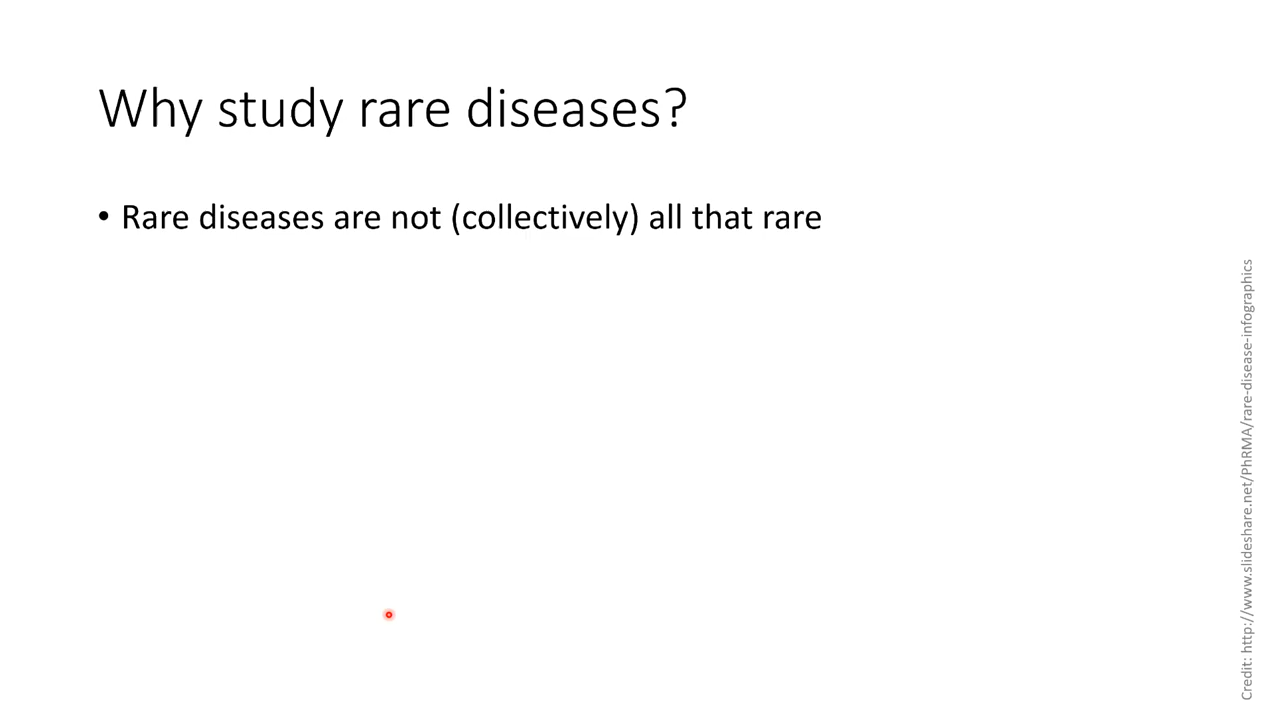 Why study rare diseases?
• Rare diseases are not (collectively) all that rare
Credit: http://www.slideshare.net/PhRMA/rare-disease-infographics